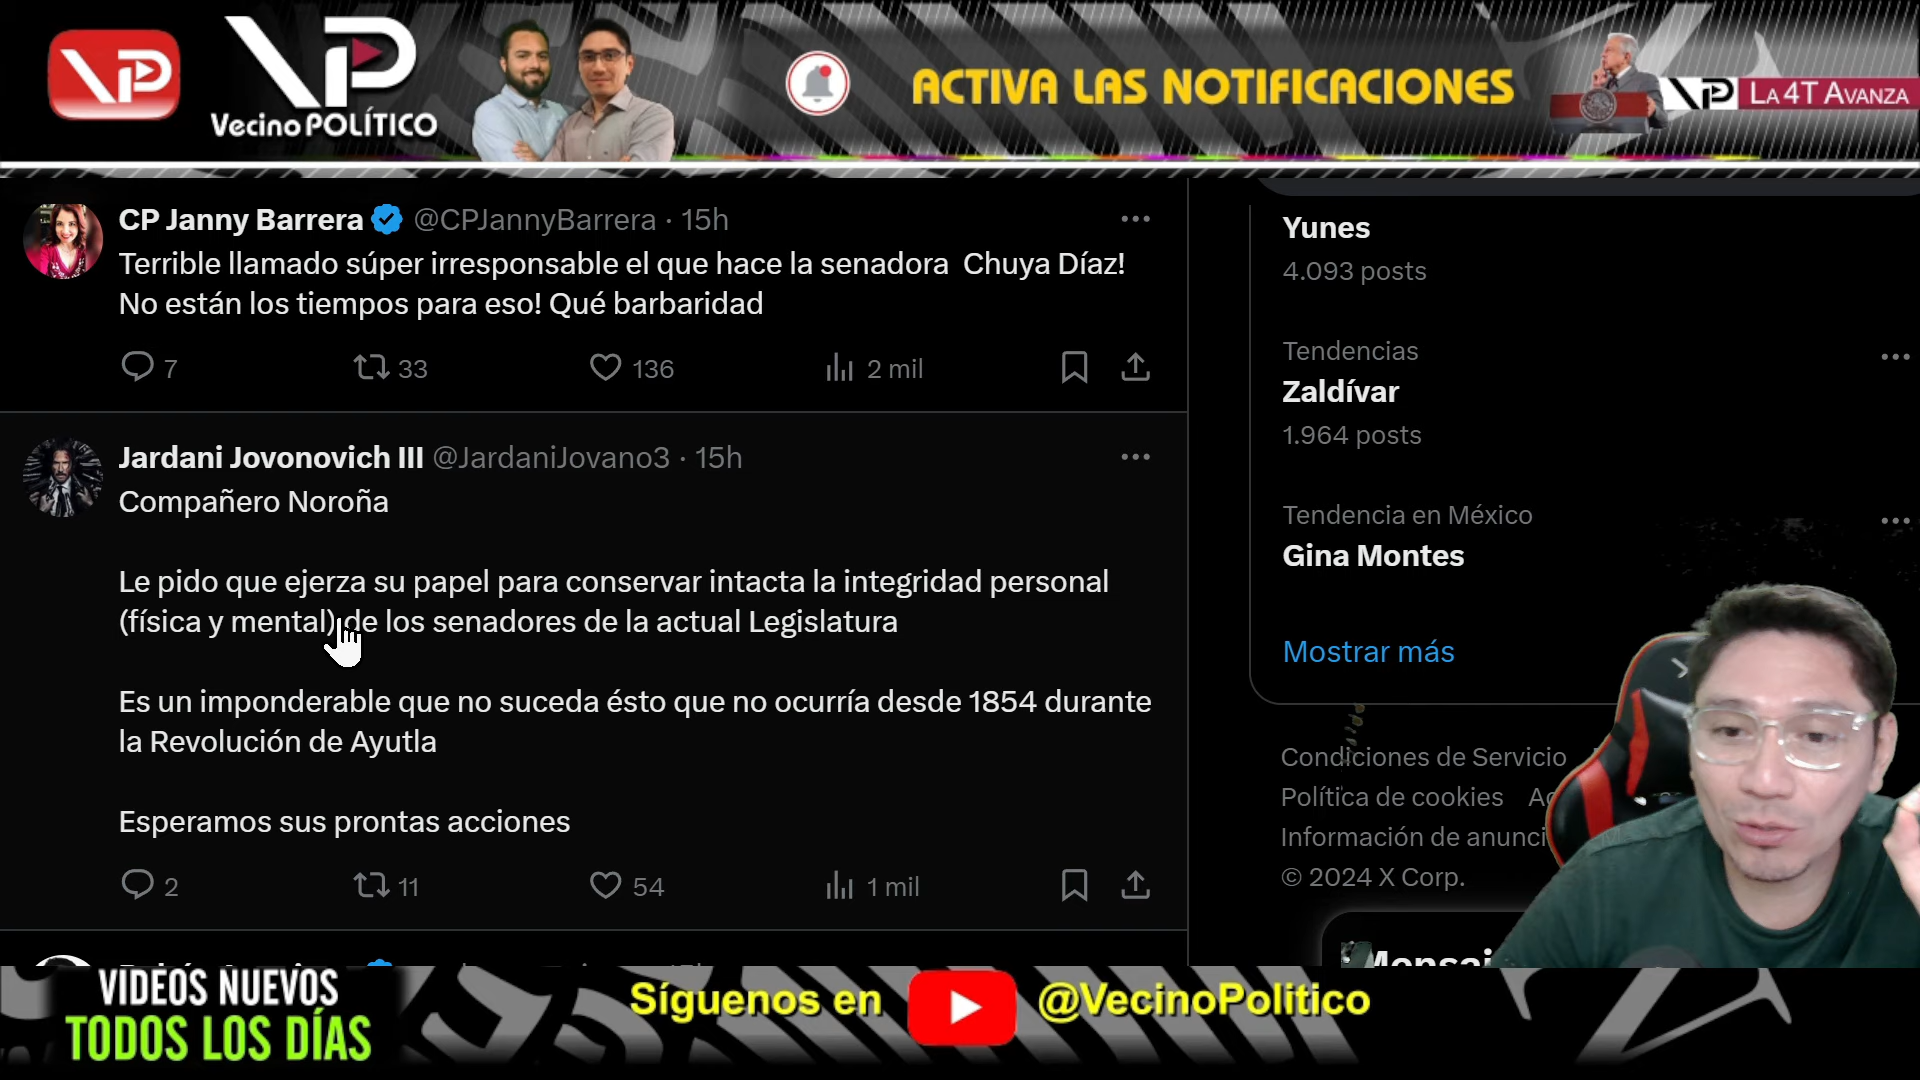 VP
VP
Vecino POLÍTICO
ACTIVA LAS NOTIFICACIONES
VP LA 4T AVANZA
CP Janny Barrera @CPJannyBarrera · 15h
Terrible llamado súper irresponsable el que hace la senadora Chuya Díaz!
No están los tiempos para eso! Qué barbaridad
7 33 136 2 mil
Jardani Jovonovich III @JardaniJovano3 · 15h
Compañero Noroña
Le pido que ejerza su papel para conservar intacta la integridad personal
(física y mental) de los senadores de la actual Legislatura
Es un imponderable que no suceda ésto que no ocurría desde 1854 durante
la Revolución de Ayutla
Esperamos sus prontas acciones
2 11 54 1 mil
Yunes
4.093 posts
Tendencias
Zaldívar
1.964 posts
Tendencia en México
Gina Montes
Mostrar más
Condiciones de Servicio
Política de cookies
Información de
© 2024 X Corp.
VIDEOS NUEVOS
TODOS LOS DÍAS
Síguenos en
@VecinoPolitico